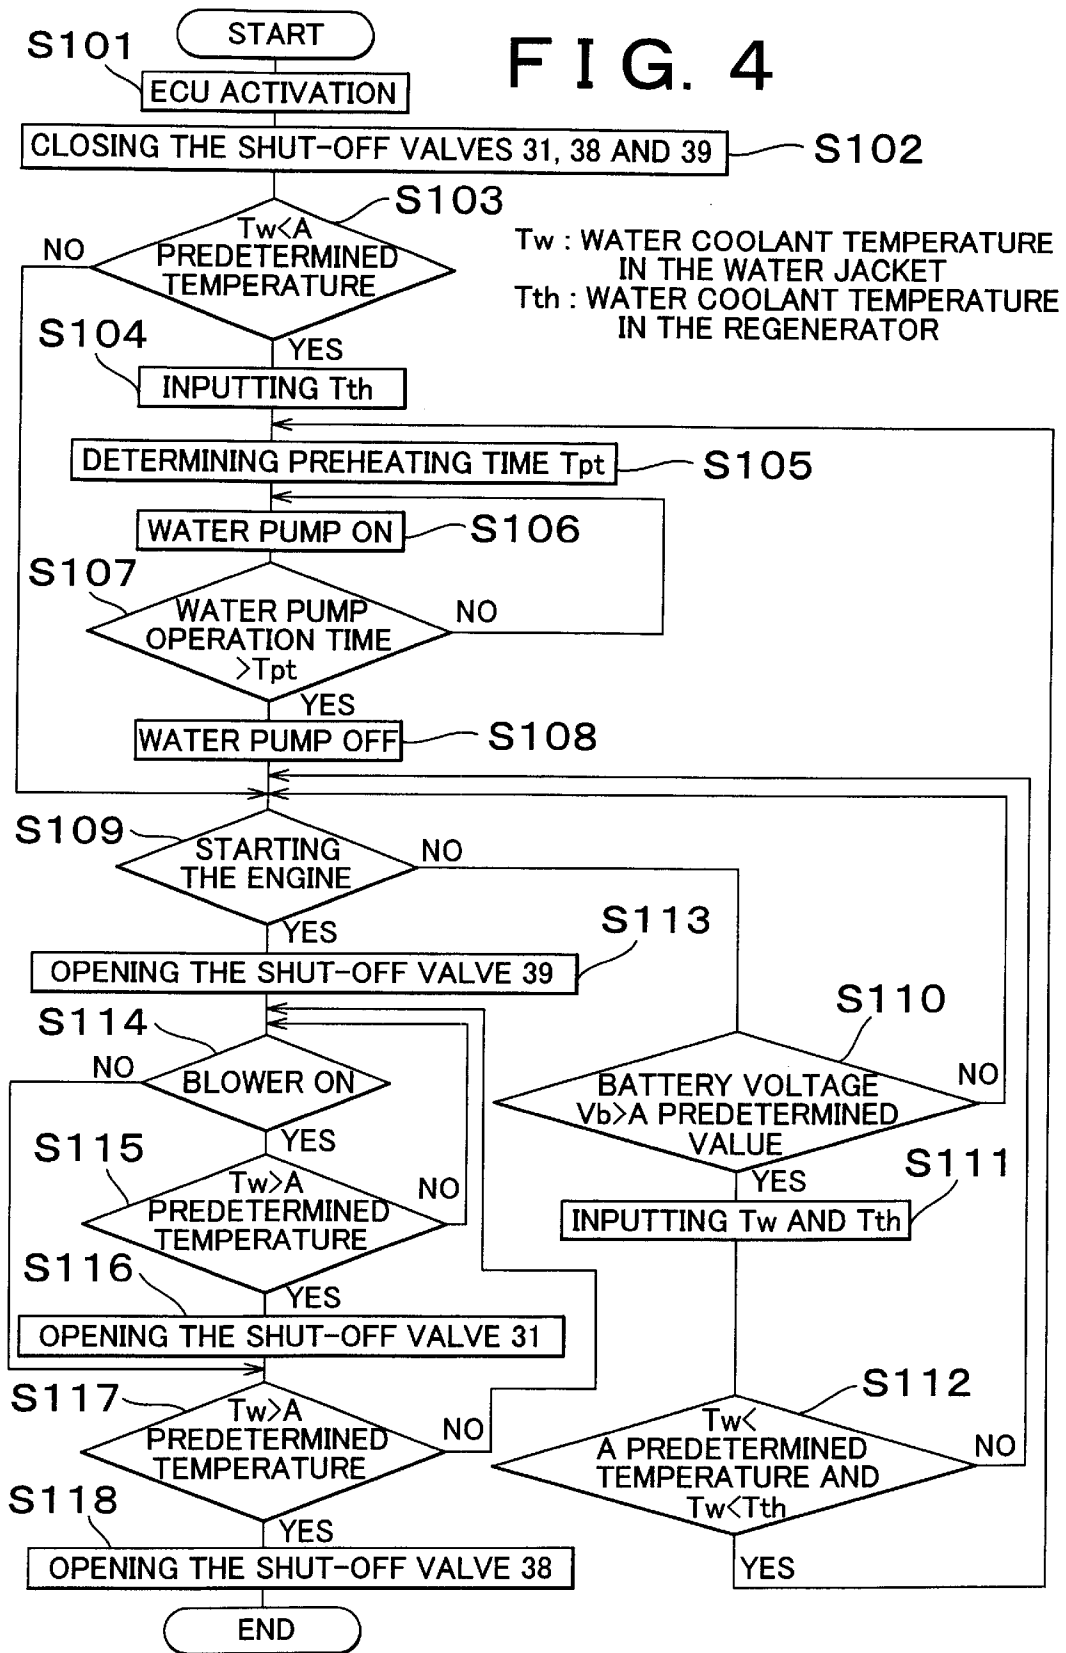 START
FIG. 4
S101
ECU ACTIVATION
CLOSING THE SHUT-OFF VALVES 31, 38 AND 39
S102
S103
Tw<A
PREDETERMINED
TEMPERATURE
NO
YES
Tw : WATER COOLANT TEMPERATURE
IN THE WATER JACKET
Tth : WATER COOLANT TEMPERATURE
IN THE REGENERATOR
S104
INPUTTING Tth
DETERMINING PREHEATING TIME Tpt
S105
WATER PUMP ON
S106
S107
WATER PUMP
OPERATION TIME
>Tpt
NO
YES
WATER PUMP OFF
S108
S109
STARTING
THE ENGINE
NO
YES
S113
OPENING THE SHUT-OFF VALVE 39
S110
BATTERY VOLTAGE
Vb>A PREDETERMINED
VALUE
NO
YES
S111
INPUTTING Tw AND Tth
S114
BLOWER ON
NO
YES
S115
Tw>A
PREDETERMINED
TEMPERATURE
NO
YES
S116
OPENING THE SHUT-OFF VALVE 31
S117
Tw>A
PREDETERMINED
TEMPERATURE
NO
YES
S112
Tw<
A PREDETERMINED
TEMPERATURE AND
Tw<Tth
NO
YES
S118
OPENING THE SHUT-OFF VALVE 38
END